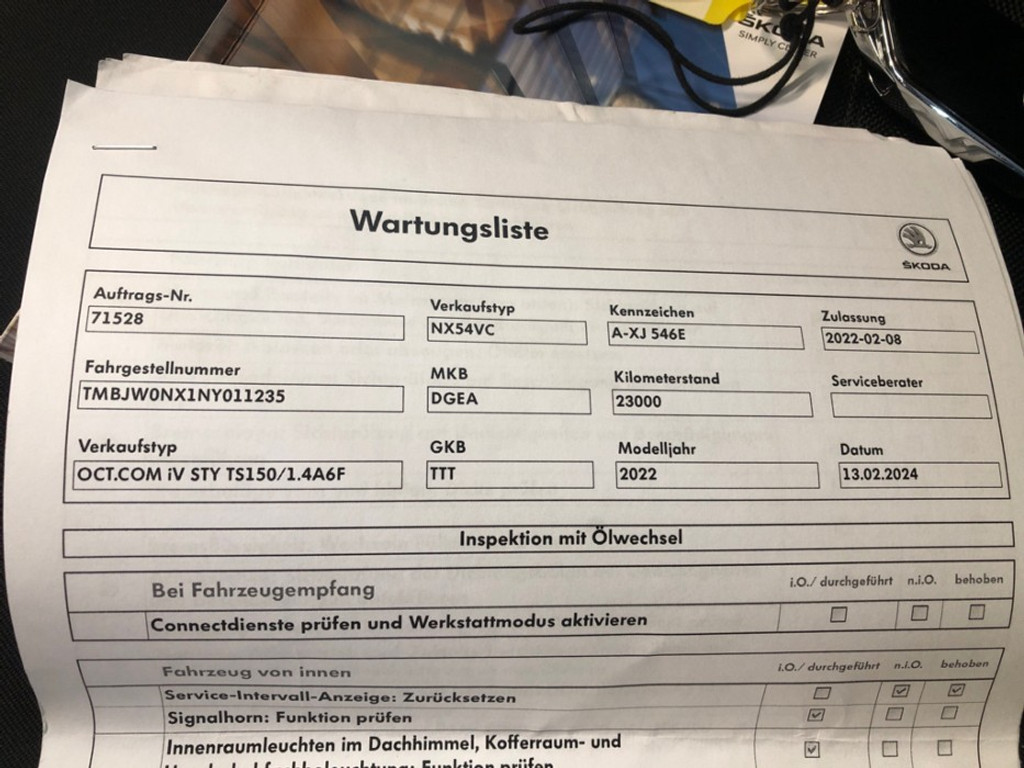 ŠKODA
SIMPLY CLEVER
Wartungsliste
ŠKODA
Auftrags-Nr. Verkaufstyp Kennzeichen Zulassung
71528 NX54VC A-XJ 546E 2022-02-08
Fahrgestellnummer MKB Kilometerstand Serviceberater
TMBJW0NX1NY011235 DGEA 23000
Verkaufstyp GKB Modelljahr Datum
OCT.COM iV STY TS150/1.4A6F TTT 2022 13.02.2024
Inspektion mit Ölwechsel
Bei Fahrzeugempfang i.O./ durchgeführt n.i.O. behoben
Connectdienste prüfen und Werkstattmodus aktivieren
Fahrzeug von innen i.O./ durchgeführt n.i.O. behoben
Service-Intervall-Anzeige: Zurücksetzen
Signalhorn: Funktion prüfen
Innenraumleuchten im Dachhimmel, Kofferraum- und
Funktion prüfen